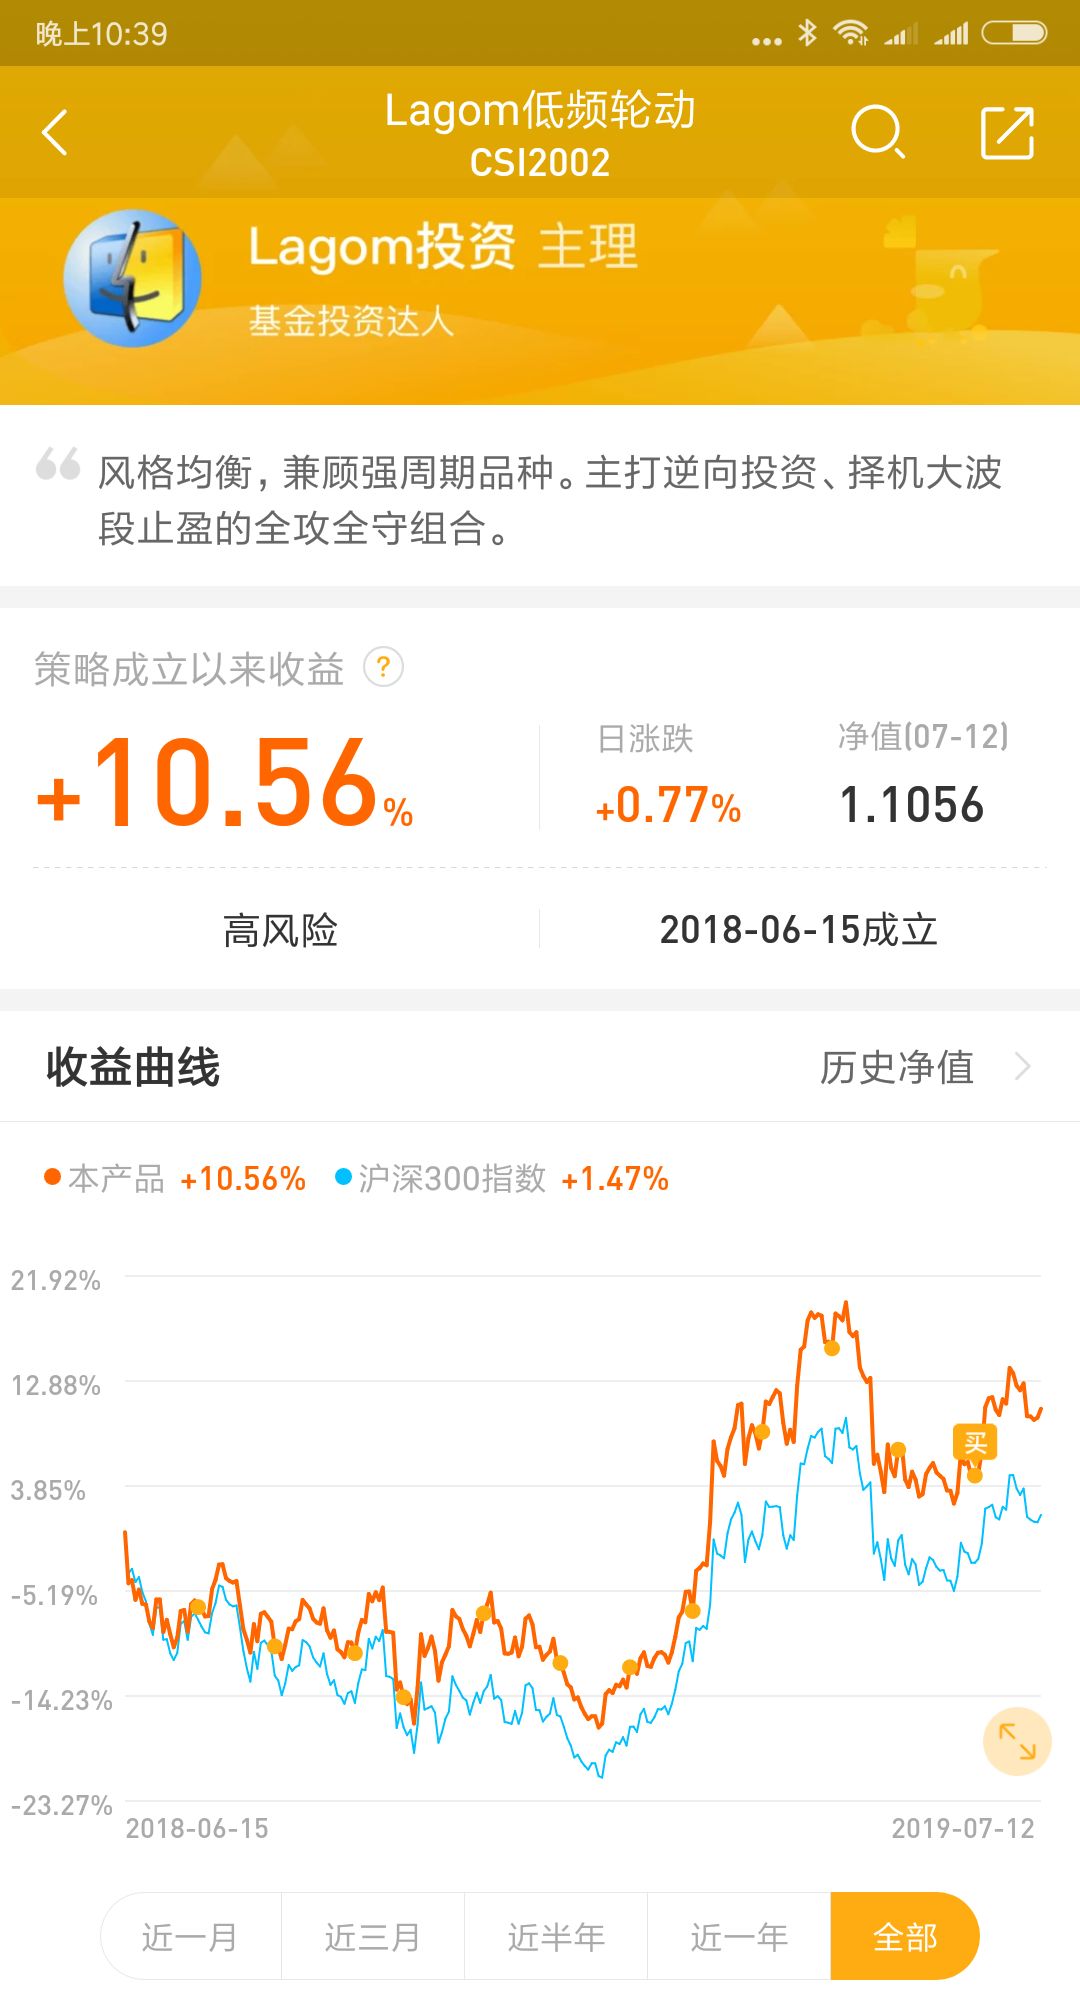 晚上10:39
Lagom低频轮动
CSI2002
Lagom投资 主理
基金投资达人
风格均衡，兼顾强周期品种。主打逆向投资、择机大波
段止盈的全攻全守组合。
策略成立以来收益 ?
+10.56%
日涨跌
+0.77%
净值(07-12)
1.1056
高风险
2018-06-15成立
收益曲线
历史净值
本产品 +10.56% 沪深300指数 +1.47%
21.92%
12.88%
3.85%
买
-5.19%
-14.23%
-23.27%
2018-06-15
2019-07-12
近一月
近三月
近半年
近一年
全部